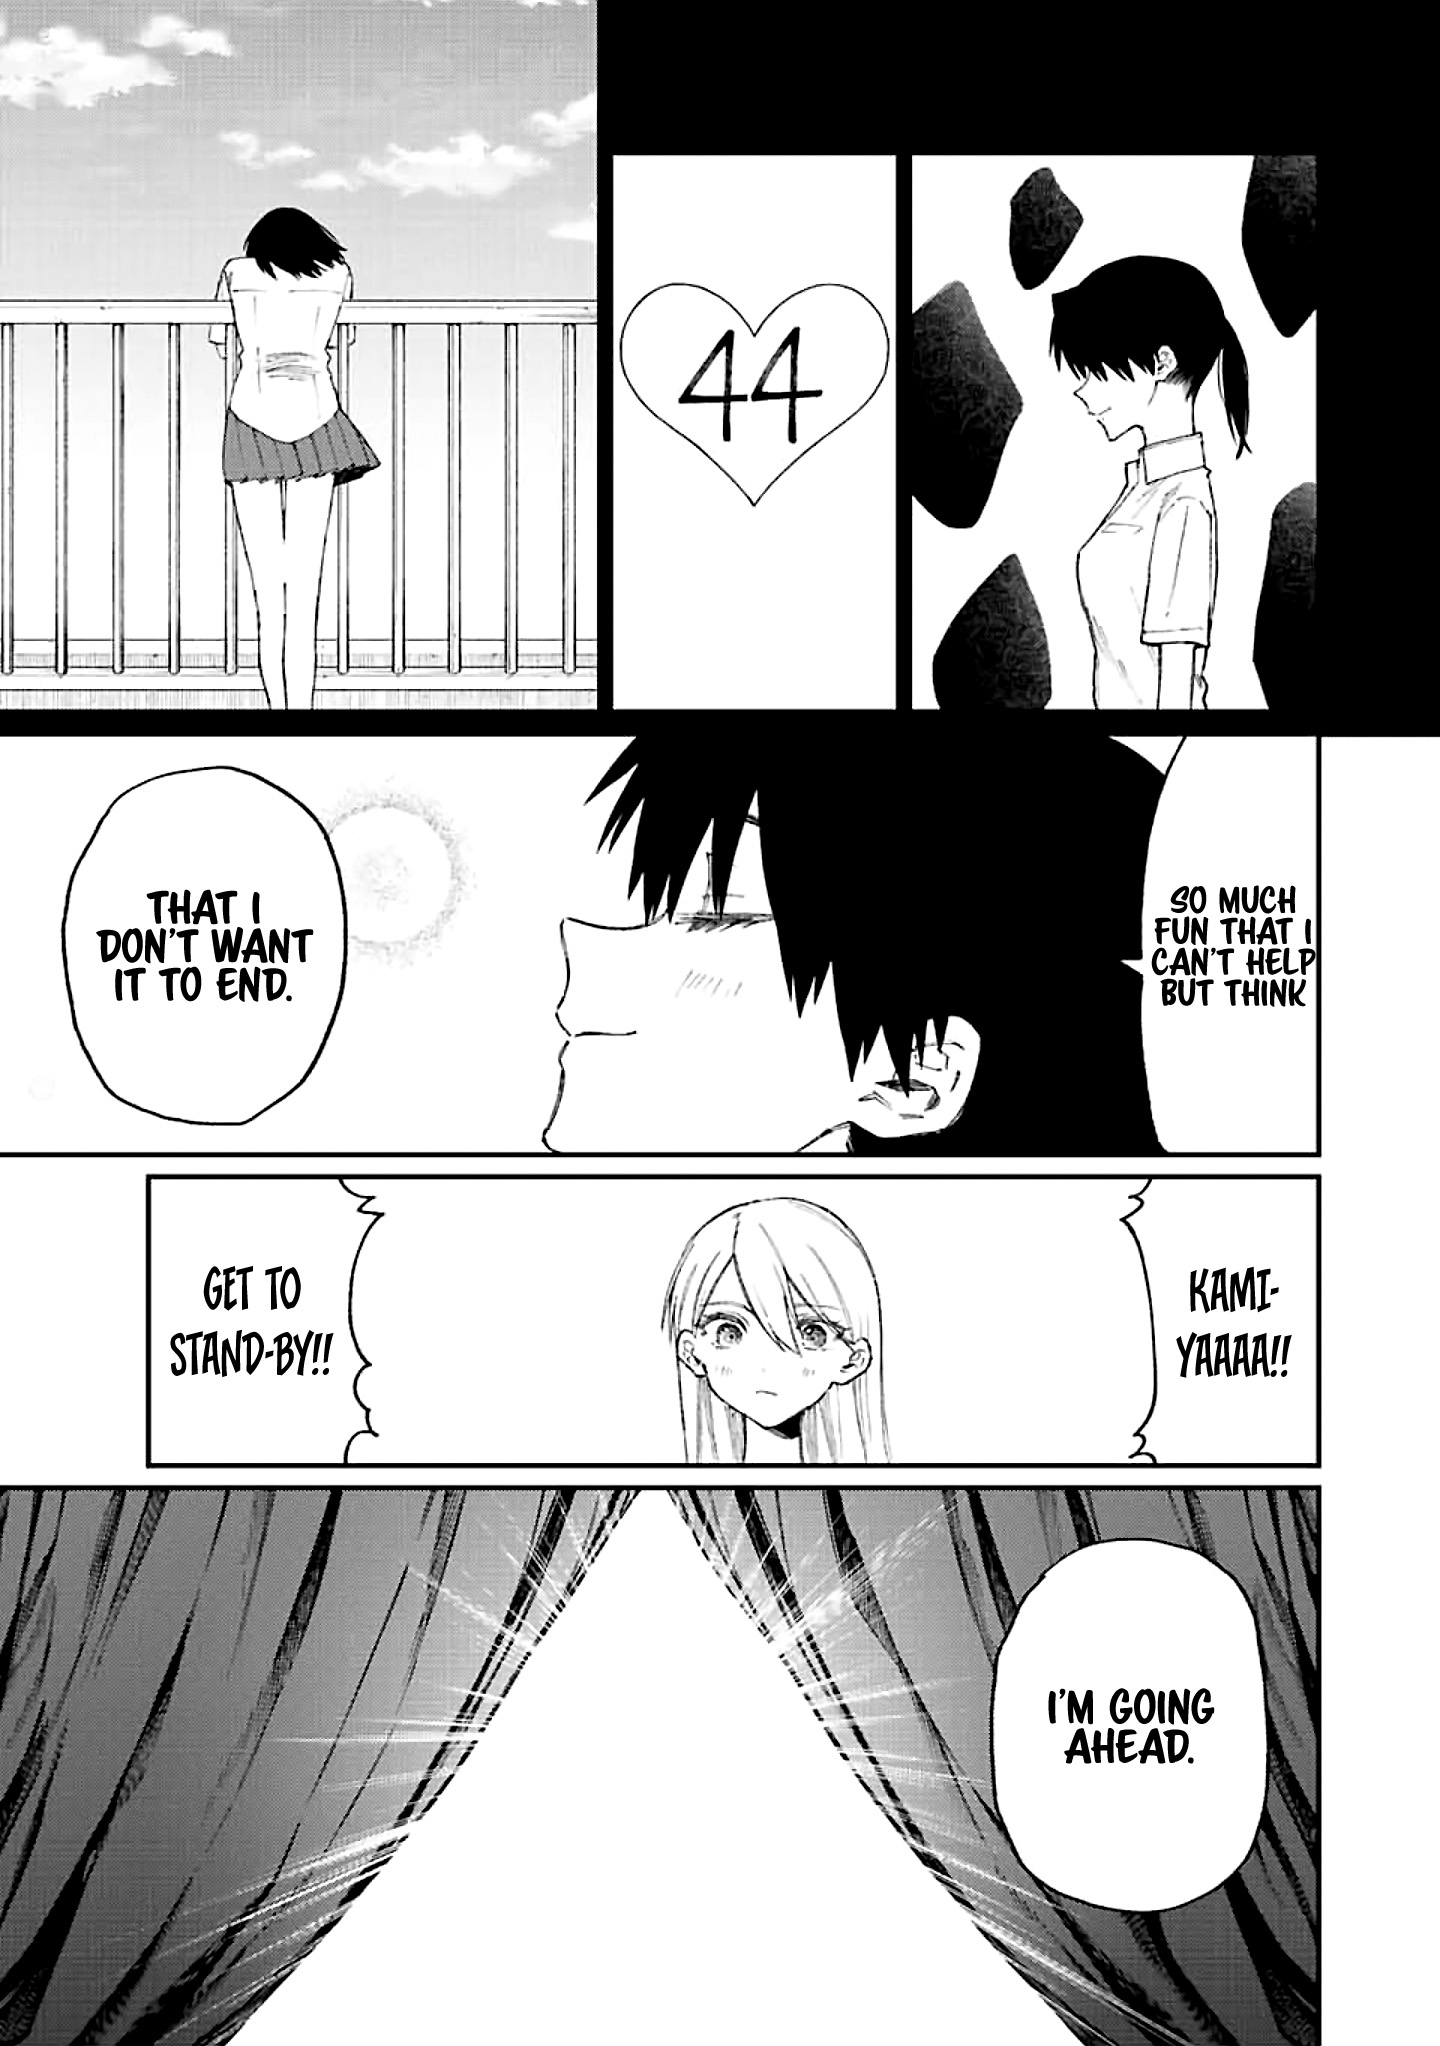 44
SO MUCH
FUN THAT I
CAN'T HELP
BUT THINK
THAT I
DON'T WANT
IT TO END.
KAMI-
YAAAA!!
GET TO
STAND-BY!!
I'M GOING
AHEAD.